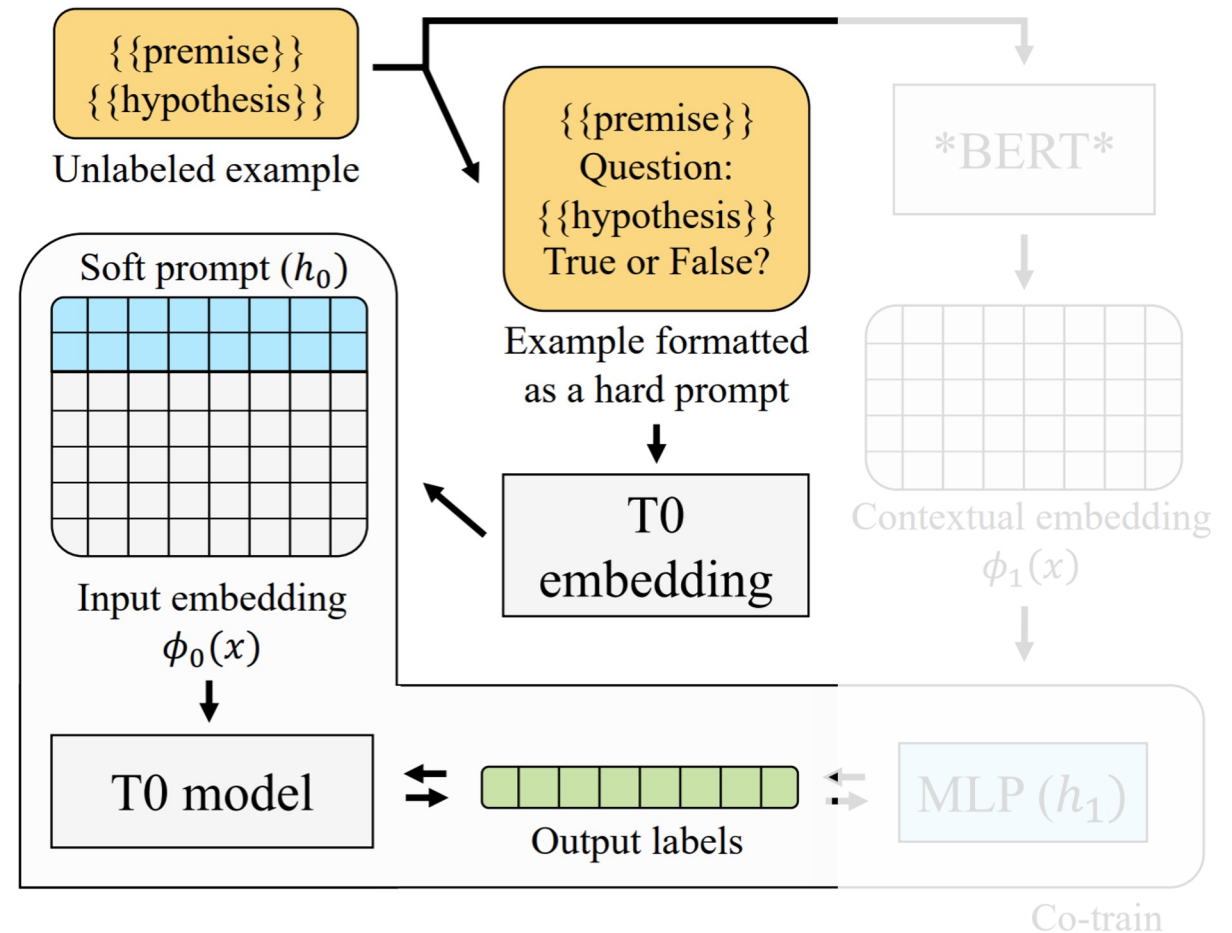 {{premise}}
{{hypothesis}}
Unlabeled example
{{premise}}
Question:
{{hypothesis}}
True or False?
Example formatted
as a hard prompt
T0
embedding
Soft prompt (h₀)
Input embedding
ϕ₀(x)
T0 model
Output labels
*BERT*
Contextual embedding
ϕ₁(x)
MLP (h₁)
Co-train